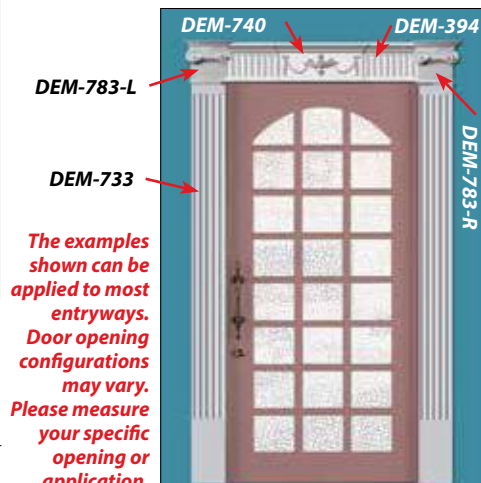 DEM-740
DEM-394
DEM-783-L
DEM-783-R
DEM-733
The examples
shown can be
applied to most
entryways.
Door opening
configurations
may vary.
Please measure
your specific
opening or
application.